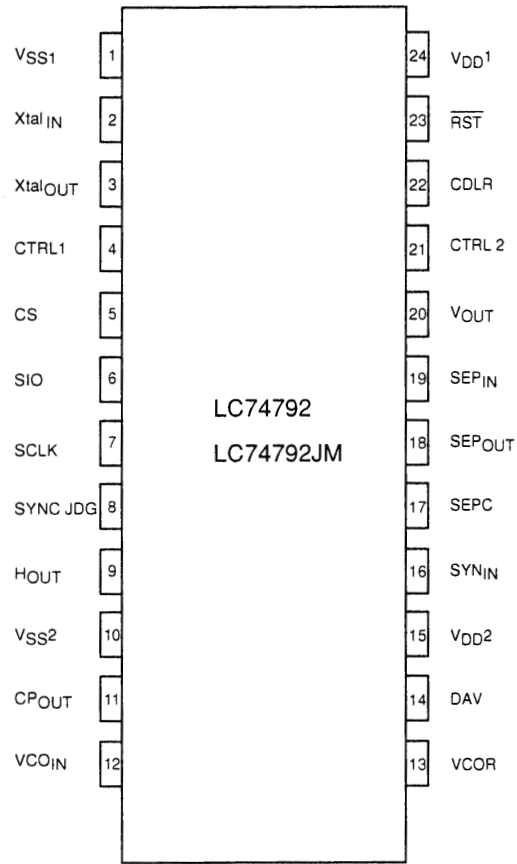 VSS1 1 24 VDD1
XtalIN 2 23 RST
XtalOUT 3 22 CDLR
CTRL1 4 21 CTRL 2
CS 5 20 VOUT
SIO 6 19 SEPIN
LC74792
SCLK 7 18 SEPOUT
LC74792JM
SYNC JDG 8 17 SEPC
HOUT 9 16 SYNIN
VSS2 10 15 VDD2
CPOUT 11 14 DAV
VCOIN 12 13 VCOR